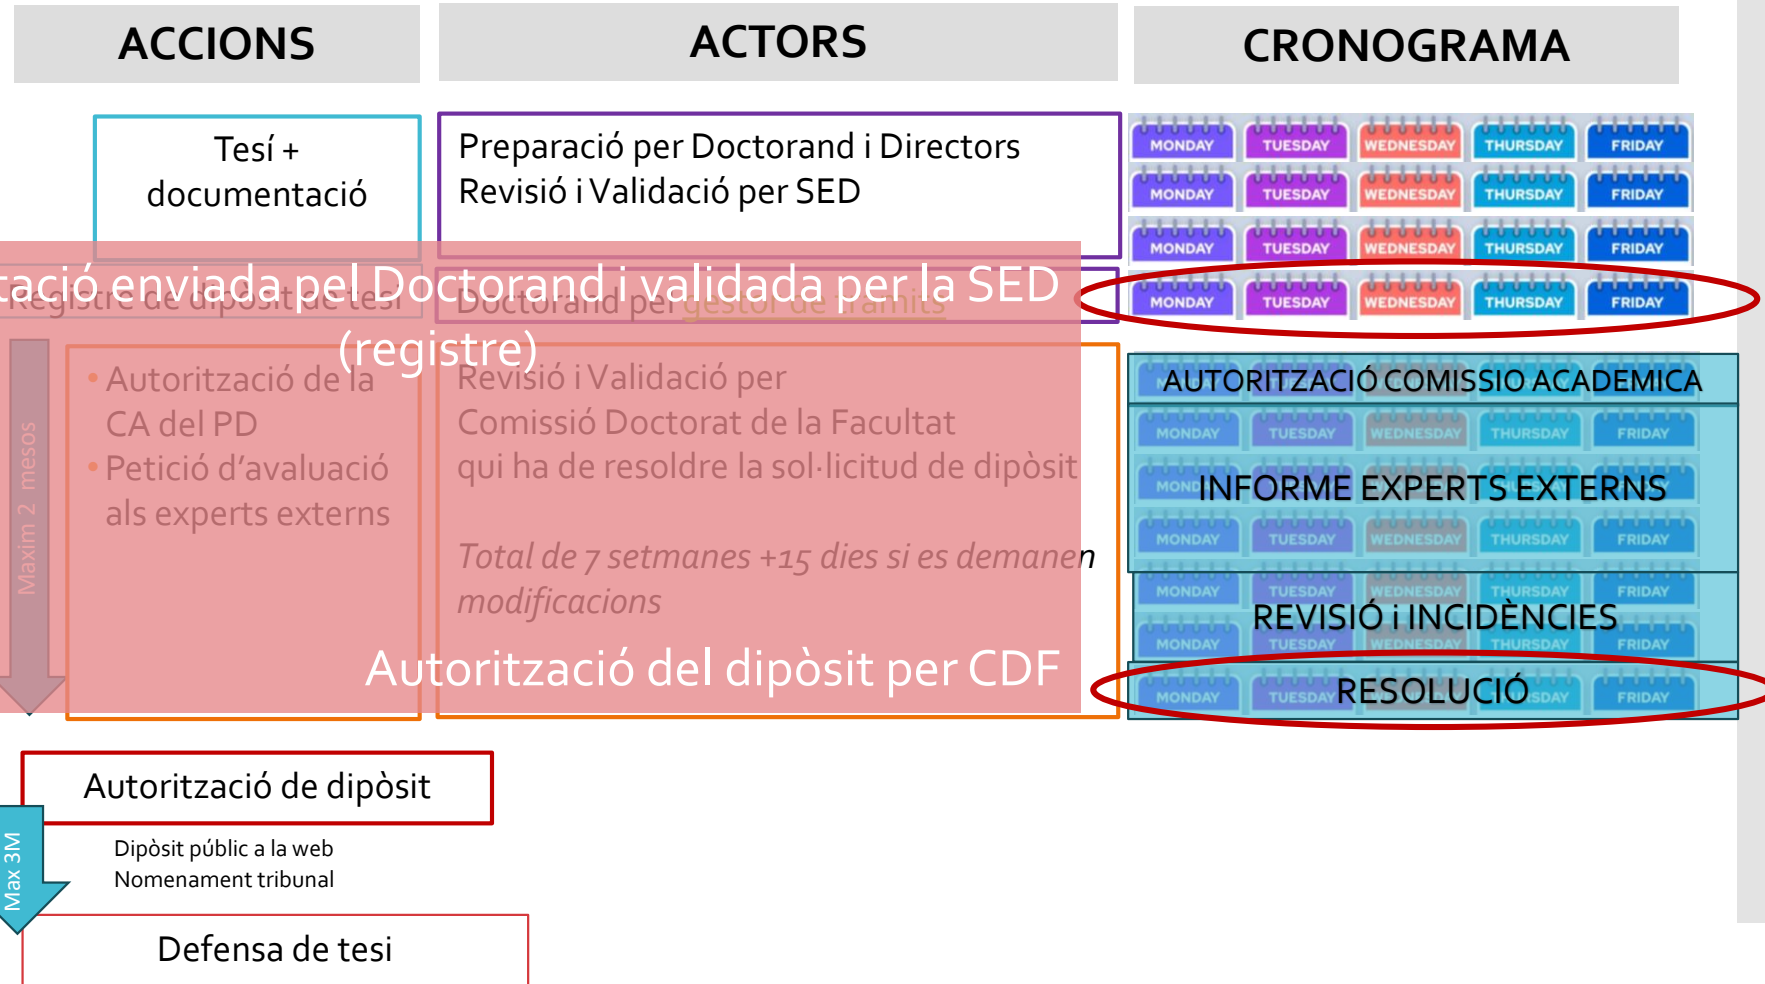 ACCIONS
ACTORS
CRONOGRAMA
Tesí +
documentació
Preparació per Doctorand i Directors
Revisió i Validació per SED
MONDAY TUESDAY WEDNESDAY THURSDAY FRIDAY
MONDAY TUESDAY WEDNESDAY THURSDAY FRIDAY
MONDAY TUESDAY WEDNESDAY THURSDAY FRIDAY
MONDAY TUESDAY WEDNESDAY THURSDAY FRIDAY
tació enviada pel Doctorand i validada per la SED
(registre)
Registre de dipòsit de tesi
Doctorand per gestor de tràmits
Maxim 2 mesos
• Autorització de la
CA del PD
• Petició d'avaluació
als experts externs
Revisió i Validació per
Comissió Doctorat de la Facultat
qui ha de resoldre la sol·licitud de dipòsit
Total de 7 setmanes +15 dies si es demanen
modificacions
Autorització del dipòsit per CDF
AUTORITZACIÓ COMISSIO ACADEMICA
MONDAY TUESDAY WEDNESDAY THURSDAY FRIDAY
INFORME EXPERTS EXTERNS
MONDAY TUESDAY WEDNESDAY THURSDAY FRIDAY
MONDAY TUESDAY WEDNESDAY THURSDAY FRIDAY
REVISIÓ i INCIDÈNCIES
MONDAY TUESDAY WEDNESDAY THURSDAY FRIDAY
MONDAY TUESDAY FRIDAY
RESOLUCIÓ
Autorització de dipòsit
Max 3M
Dipòsit públic a la web
Nomenament tribunal
Defensa de tesi